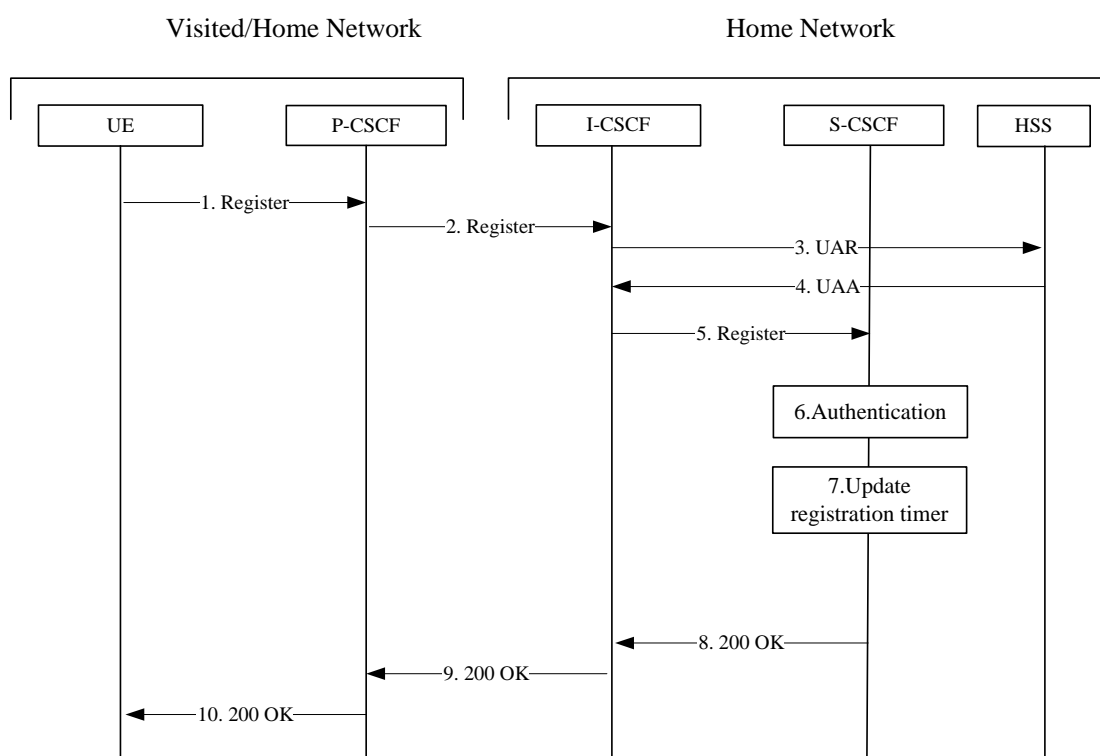 Visited/Home Network
Home Network
UE
P-CSCF
I-CSCF
S-CSCF
HSS
1. Register
2. Register
3. UAR
4. UAA
5. Register
6.Authentication
7.Update
registration timer
8. 200 OK
9. 200 OK
10. 200 OK